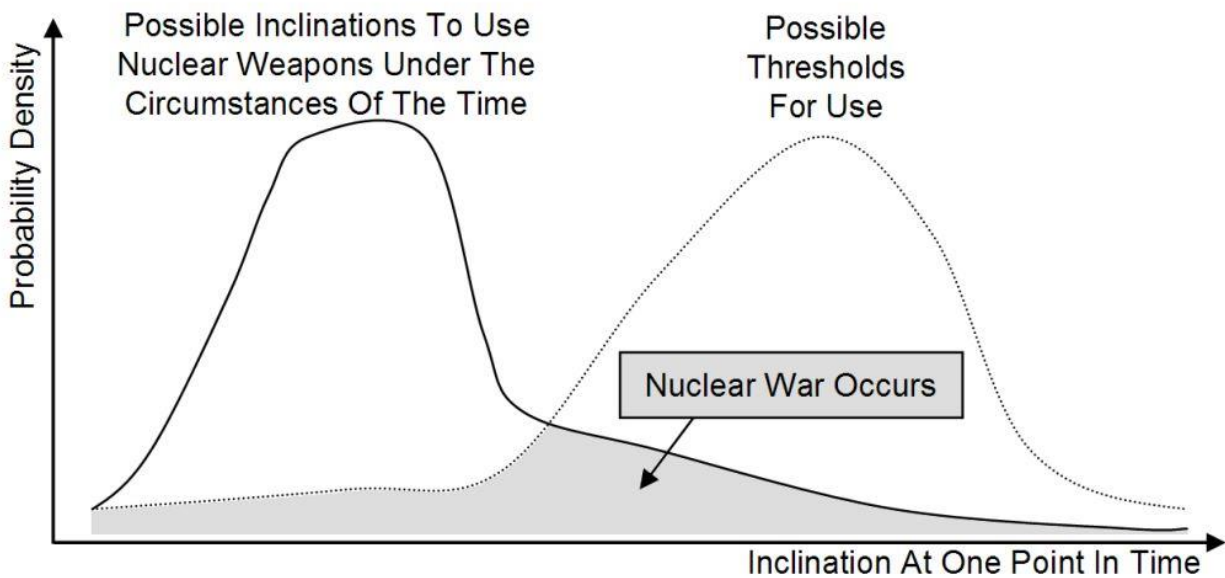 Possible Inclinations To Use
Nuclear Weapons Under The
Circumstances Of The Time
Possible
Thresholds
For Use
Probability Density
Nuclear War Occurs
Inclination At One Point In Time